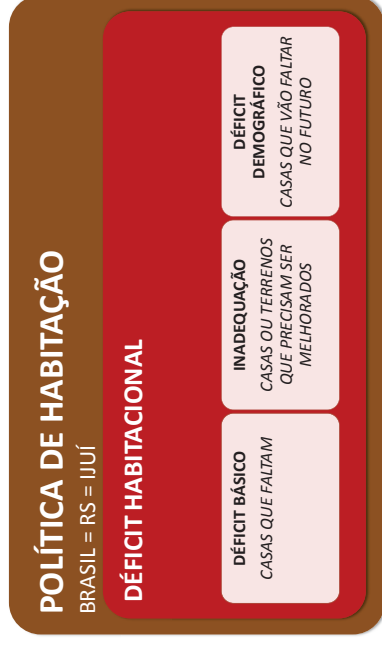 POLÍTICA DE HABITAÇÃO
BRASIL = RS = IJUÍ
DÉFICIT HABITACIONAL
DÉFICIT BÁSICO
CASAS QUE FALTAM
INADEQUAÇÃO
CASAS OU TERRENOS
QUE PRECISAM SER
MELHORADOS
DÉFICIT
DEMOGRÁFICO
CASAS QUE VÃO FALTAR
NO FUTURO